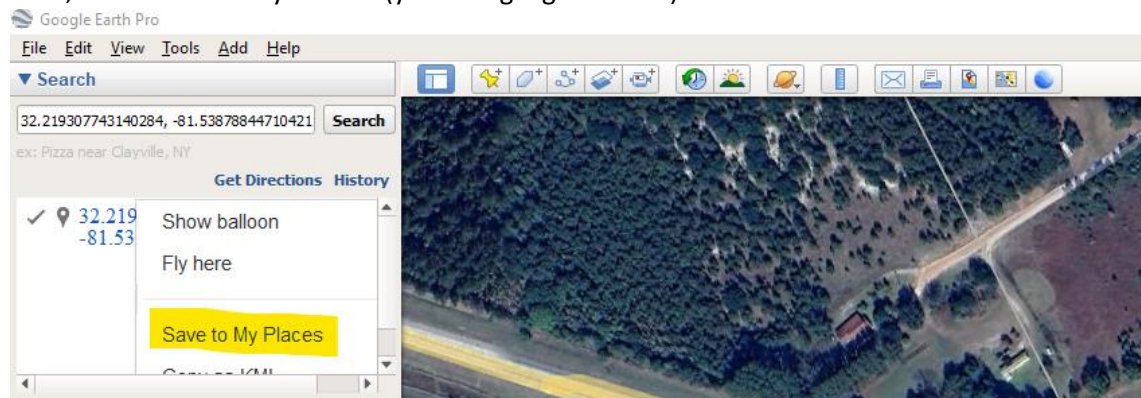 Google Earth Pro
File Edit View Tools Add Help
▼ Search
32.219307743140284, -81.53878844710421 Search
ex: Pizza near Clayville, NY
Get Directions History
32.219
-81.53
Show balloon
Fly here
Save to My Places